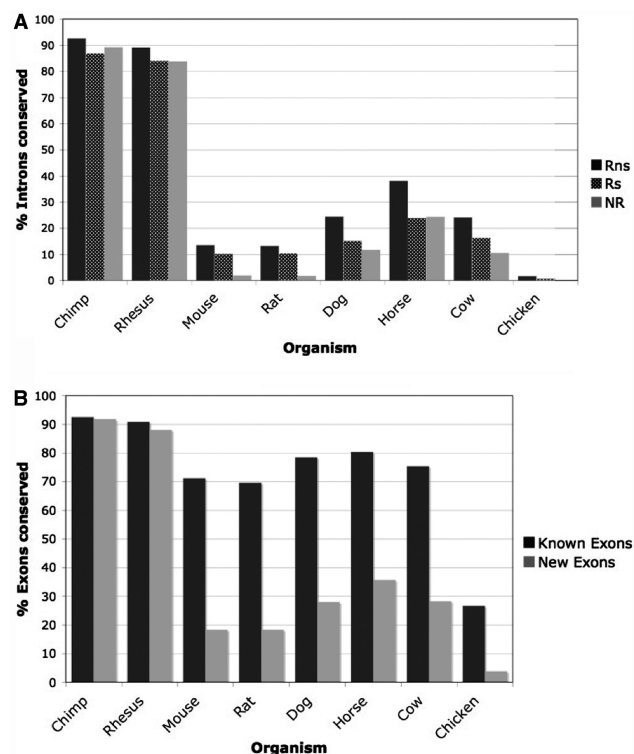 A
100
90
80
70
60
50
40
30
20
10
0
% Introns conserved
Chimp
Rhesus
Mouse
Rat
Dog
Horse
Cow
Chicken
Organism
Rns
Rs
NR
B
100
90
80
70
60
50
40
30
20
10
0
% Exons conserved
Chimp
Rhesus
Mouse
Rat
Dog
Horse
Cow
Chicken
Organism
Known Exons
New Exons